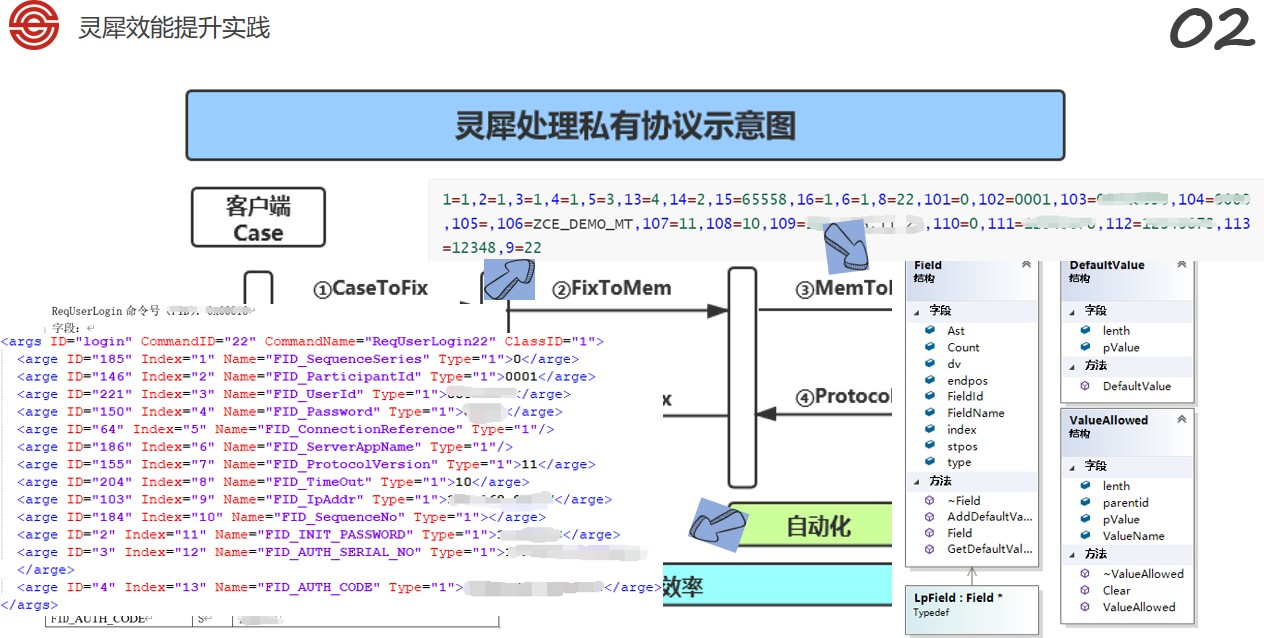 灵犀效能提升实践
02
灵犀处理私有协议示意图
客户端
Case
1=1,2=1,3=1,4=1,5=3,13=4,14=2,15=65558,16=1,6=1,8=22,101=0,102=0001,103= ,104=
,105=,106=ZCE_DEMO_MT,107=11,108=10,109= ,110=0,111= ,112= ,113
=12348,9=22
①CaseToFix
②FixToMem
③MemTo
④Protocol
x
自动化
效率
ReqUserLogin 命令号
字段:
<args ID="login" CommandID="22" CommandName="ReqUserLogin22" ClassID="1">
<arge ID="185" Index="1" Name="FID_SequenceSeries" Type="1">0</arge>
<arge ID="146" Index="2" Name="FID_ParticipantId" Type="1">0001</arge>
<arge ID="221" Index="3" Name="FID_UserId" Type="1"> </arge>
<arge ID="150" Index="4" Name="FID_Password" Type="1"> </arge>
<arge ID="64" Index="5" Name="FID_ConnectionReference" Type="1"/>
<arge ID="186" Index="6" Name="FID_ServerAppName" Type="1"/>
<arge ID="155" Index="7" Name="FID_ProtocolVersion" Type="1">11</arge>
<arge ID="204" Index="8" Name="FID_TimeOut" Type="1">10</arge>
<arge ID="103" Index="9" Name="FID_IpAddr" Type="1"> </arge>
<arge ID="184" Index="10" Name="FID_SequenceNo" Type="1"></arge>
<arge ID="2" Index="11" Name="FID_INIT_PASSWORD" Type="1"> </arge>
<arge ID="3" Index="12" Name="FID_AUTH_SERIAL_NO" Type="1">
</arge>
<arge ID="4" Index="13" Name="FID_AUTH_CODE" Type="1"> </arge>
</args>
FID_AUTH_CODE
S
Field
结构
字段
Ast
Count
dv
endpos
FieldId
FieldName
index
stpos
type
方法
~Field
AddDefaultVa...
Field
GetDefaultVal...
LpField : Field *
Typedef
DefaultValue
结构
字段
lenth
pValue
方法
DefaultValue
ValueAllowed
结构
字段
lenth
parentid
pValue
ValueName
方法
~ValueAllowed
Clear
ValueAllowed